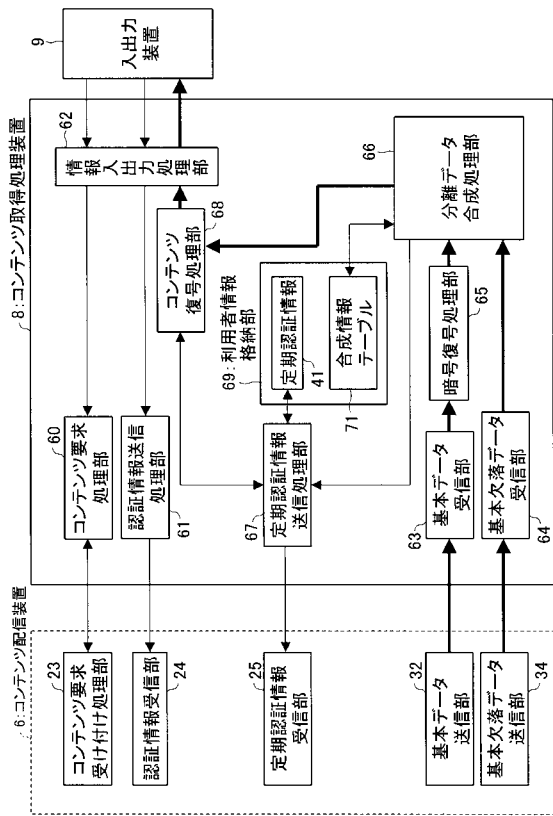 6:コンテンツ配信装置
23
コンテンツ要求
受け付け処理部
24
認証情報受信部
25
定期認証情報
受信部
32
基本データ
送信部
34
基本欠落データ
送信部
8:コンテンツ取得処理装置
60
コンテンツ要求
処理部
認証情報送信
処理部
61
定期認証情報
送信処理部
67
基本データ
受信部
63
基本欠落データ
受信部
64
69:利用者情報
格納部
定期認証情報
41
合成情報
テーブル
71
暗号復号処理部
65
コンテンツ
復号処理部
68
62
情報
入出力
処理部
66
分離データ
合成処理部
9
入出力
装置